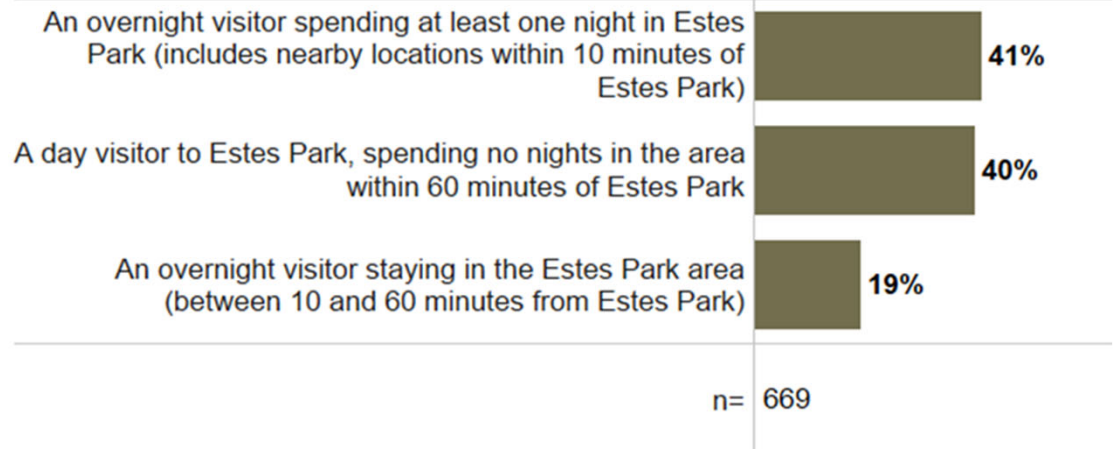 An overnight visitor spending at least one night in Estes
Park (includes nearby locations within 10 minutes of
Estes Park)
41%
A day visitor to Estes Park, spending no nights in the area
within 60 minutes of Estes Park
40%
An overnight visitor staying in the Estes Park area
(between 10 and 60 minutes from Estes Park)
19%
n= 669